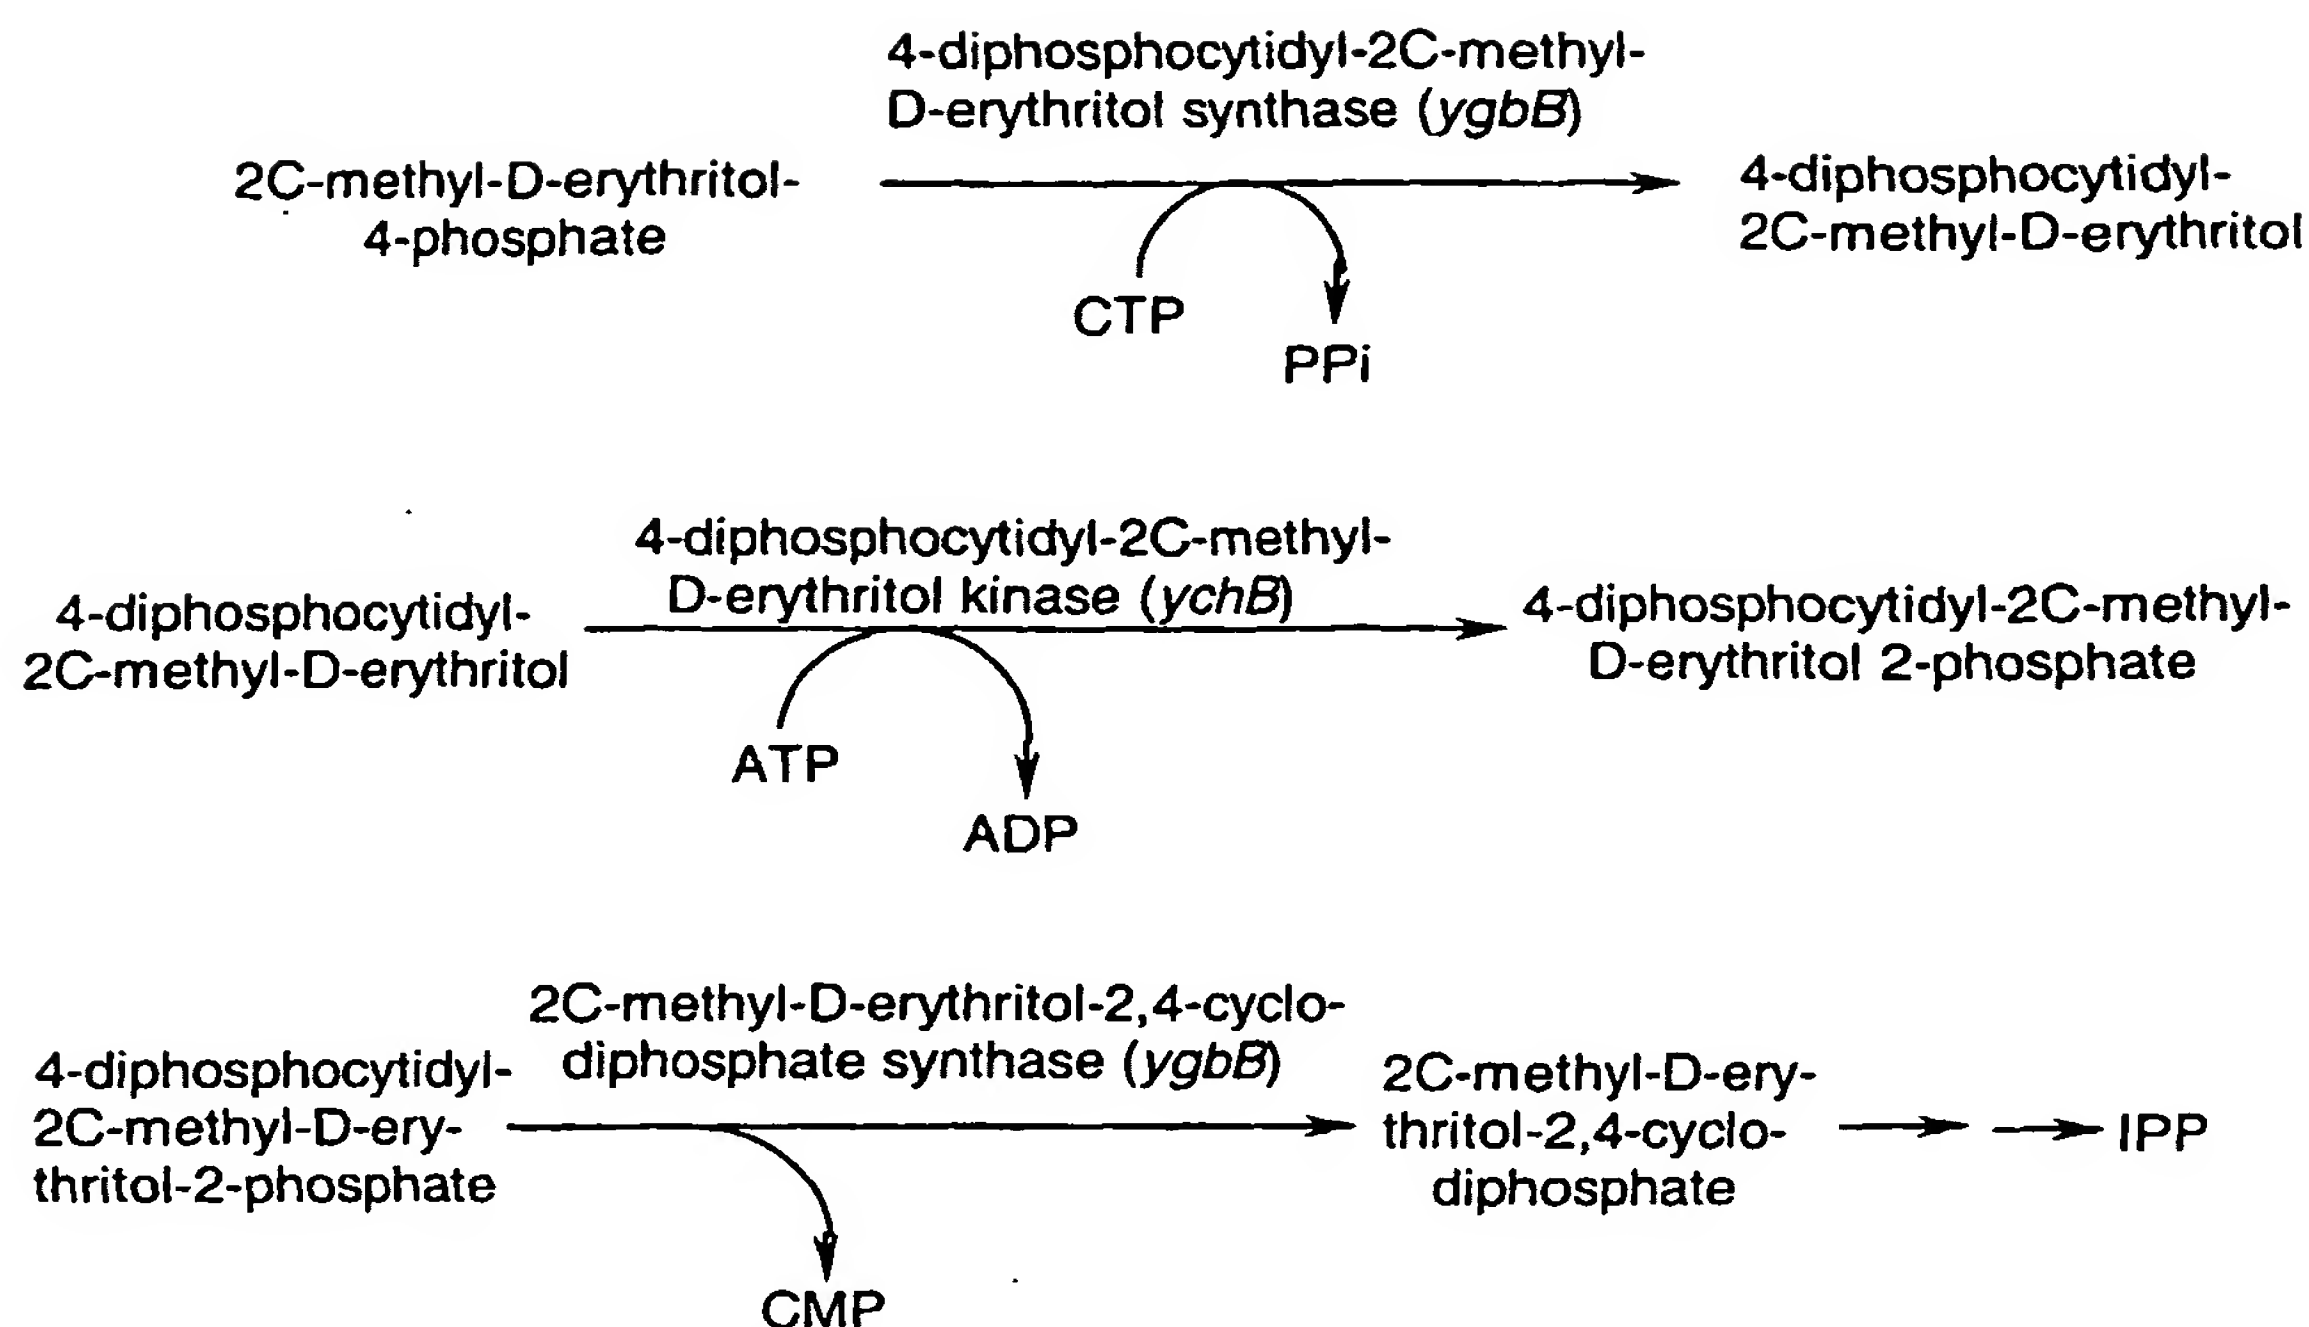 4-diphosphocytidyl-2C-methyl-
D-erythritol synthase (ygbB)
2C-methyl-D-erythritol-
4-phosphate
4-diphosphocytidyl-
2C-methyl-D-erythritol
CTP
PPi
4-diphosphocytidyl-2C-methyl-
D-erythritol kinase (ychB)
4-diphosphocytidyl-
2C-methyl-D-erythritol
4-diphosphocytidyl-2C-methyl-
D-erythritol 2-phosphate
ATP
ADP
2C-methyl-D-erythritol-2,4-cyclo-
diphosphate synthase (ygbB)
4-diphosphocytidyl-
2C-methyl-D-ery-
thritol-2-phosphate
2C-methyl-D-ery-
thritol-2,4-cyclo-
diphosphate
IPP
CMP